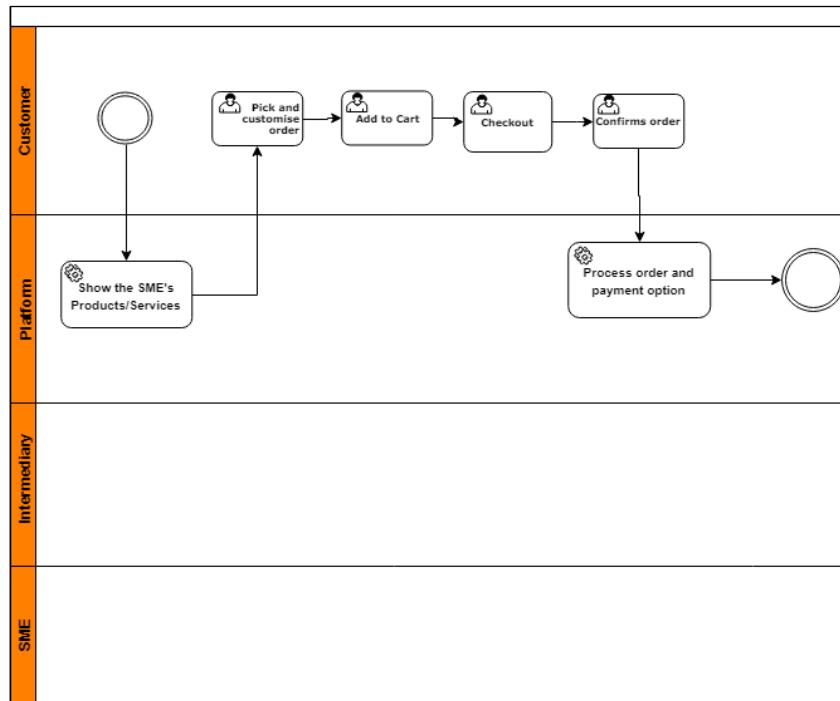 Customer
Pick and
customise
order
Add to Cart
Checkout
Confirms order
Platform
Show the SME's
Products/Services
Process order and
payment option
Intermediary
SME